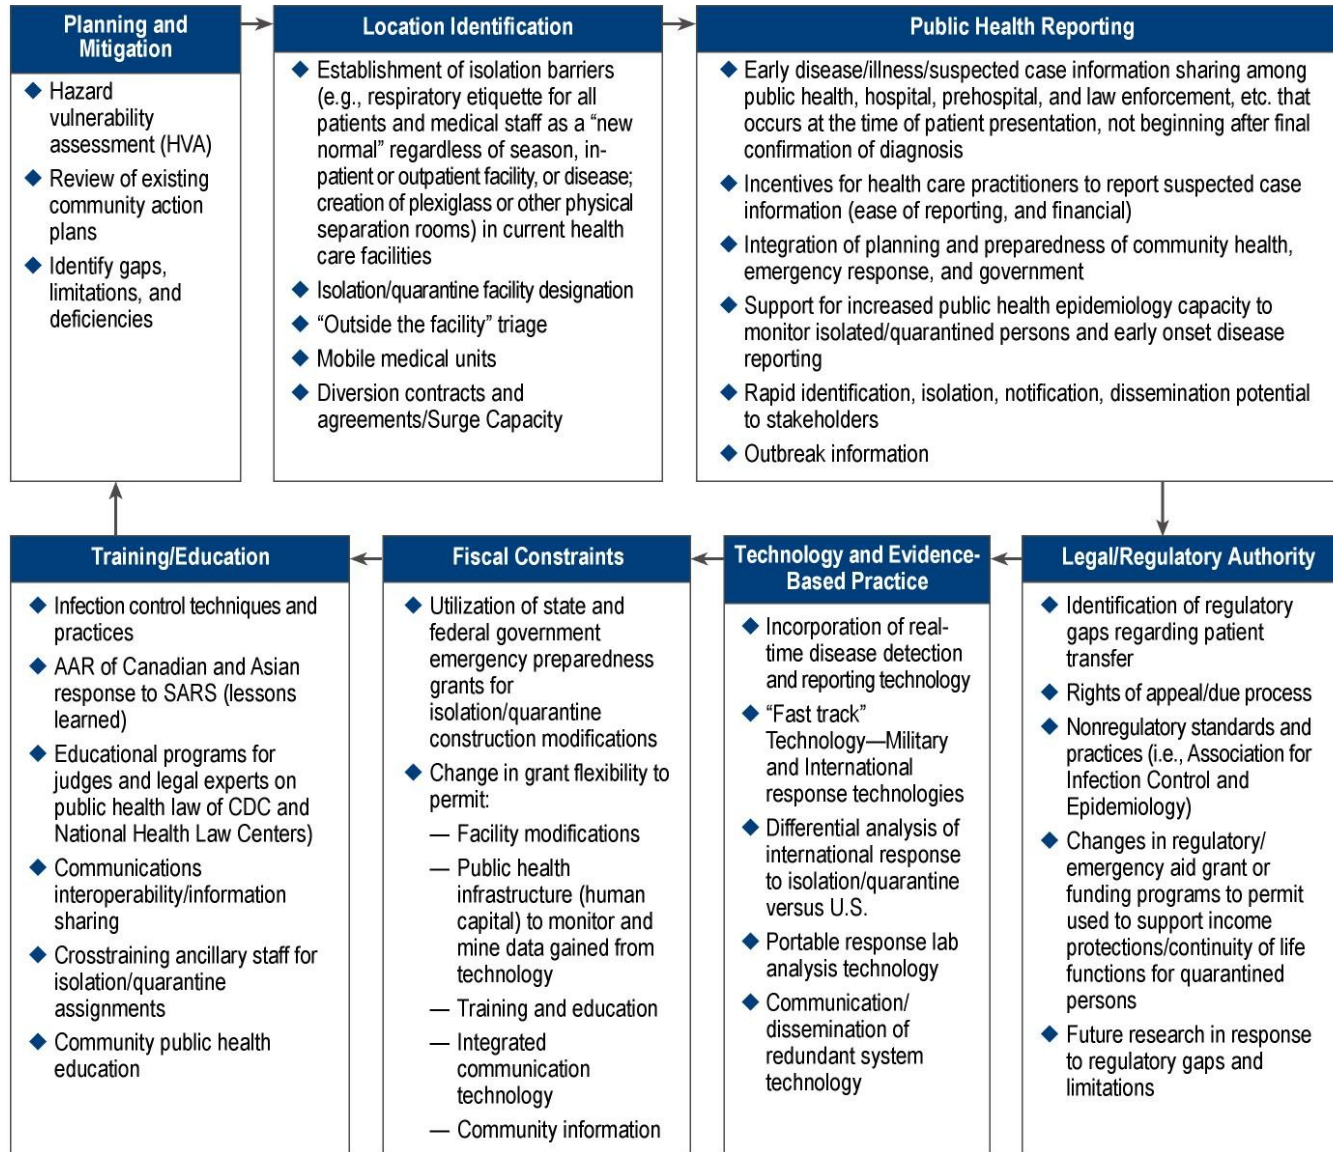 Planning and
Mitigation
◆ Hazard
vulnerability
assessment (HVA)
◆ Review of existing
community action
plans
◆ Identify gaps,
limitations, and
deficiencies
Location Identification
◆ Establishment of isolation barriers
(e.g., respiratory etiquette for all
patients and medical staff as a “new
normal” regardless of season, in-
patient or outpatient facility, or disease;
creation of plexiglass or other physical
separation rooms) in current health
care facilities
◆ Isolation/quarantine facility designation
◆ “Outside the facility” triage
◆ Mobile medical units
◆ Diversion contracts and
agreements/Surge Capacity
Public Health Reporting
◆ Early disease/illness/suspected case information sharing among
public health, hospital, prehospital, and law enforcement, etc. that
occurs at the time of patient presentation, not beginning after final
confirmation of diagnosis
◆ Incentives for health care practitioners to report suspected case
information (ease of reporting, and financial)
◆ Integration of planning and preparedness of community health,
emergency response, and government
◆ Support for increased public health epidemiology capacity to
monitor isolated/quarantined persons and early onset disease
reporting
◆ Rapid identification, isolation, notification, dissemination potential
to stakeholders
◆ Outbreak information
Legal/Regulatory Authority
◆ Identification of regulatory
gaps regarding patient
transfer
◆ Rights of appeal/due process
◆ Nonregulatory standards and
practices (i.e., Association for
Infection Control and
Epidemiology)
◆ Changes in regulatory/
emergency aid grant or
funding programs to permit
used to support income
protections/continuity of life
functions for quarantined
persons
◆ Future research in response
to regulatory gaps and
limitations
Technology and Evidence-
Based Practice
◆ Incorporation of real-
time disease detection
and reporting technology
◆ “Fast track”
Technology—Military
and International
response technologies
◆ Differential analysis of
international response
to isolation/quarantine
versus U.S.
◆ Portable response lab
analysis technology
◆ Communication/
dissemination of
redundant system
technology
Fiscal Constraints
◆ Utilization of state and
federal government
emergency preparedness
grants for
isolation/quarantine
construction modifications
◆ Change in grant flexibility to
permit:
— Facility modifications
— Public health
infrastructure (human
capital) to monitor and
mine data gained from
technology
— Training and education
— Integrated
communication
technology
— Community information
Training/Education
◆ Infection control techniques and
practices
◆ AAR of Canadian and Asian
response to SARS (lessons
learned)
◆ Educational programs for
judges and legal experts on
public health law of CDC and
National Health Law Centers)
◆ Communications
interoperability/information
sharing
◆ Crosstraining ancillary staff for
isolation/quarantine
assignments
◆ Community public health
education